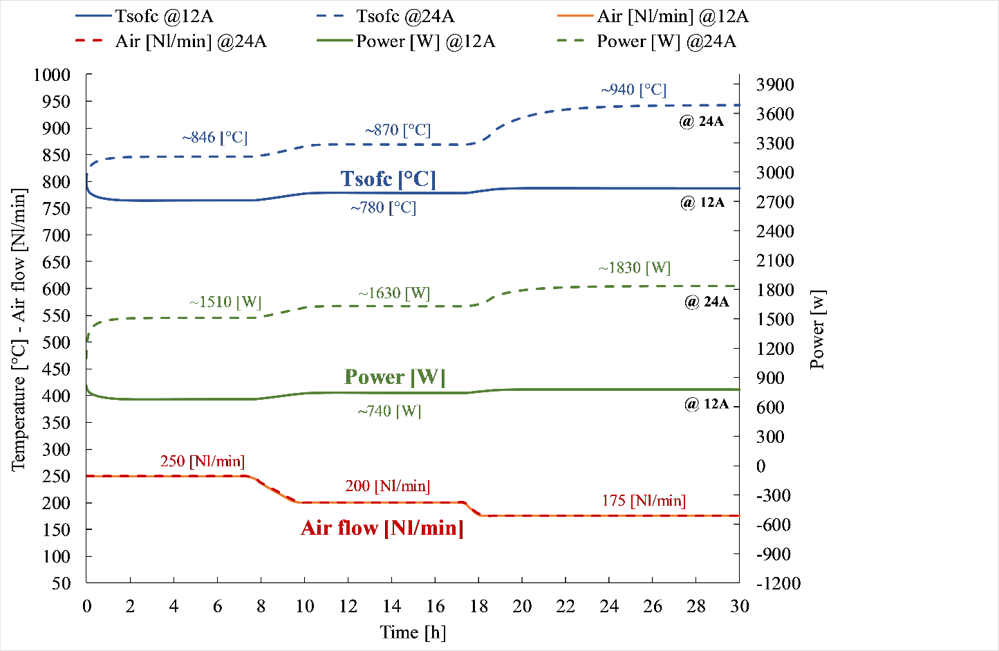 Tsofc @12A Tsofc @24A Air [Nl/min] @12A
Air [Nl/min] @24A Power [W] @12A Power [W] @24A
1000
950
900
850
800
750
700
650
600
550
500
450
400
350
300
250
200
150
100
50
Temperature [°C] - Air flow [Nl/min]
~940 [°C]
@ 24A
~846 [°C]
~870 [°C]
Tsofc [°C]
~780 [°C]
@ 12A
~1830 [W]
~1510 [W]
~1630 [W]
@ 24A
Power [W]
~740 [W]
@ 12A
250 [Nl/min]
200 [Nl/min]
175 [Nl/min]
Air flow [Nl/min]
3900
3600
3300
3000
2700
2400
2100
1800
1500
1200
900
600
300
0
-300
-600
-900
-1200
Power [w]
0 2 4 6 8 10 12 14 16 18 20 22 24 26 28 30
Time [h]